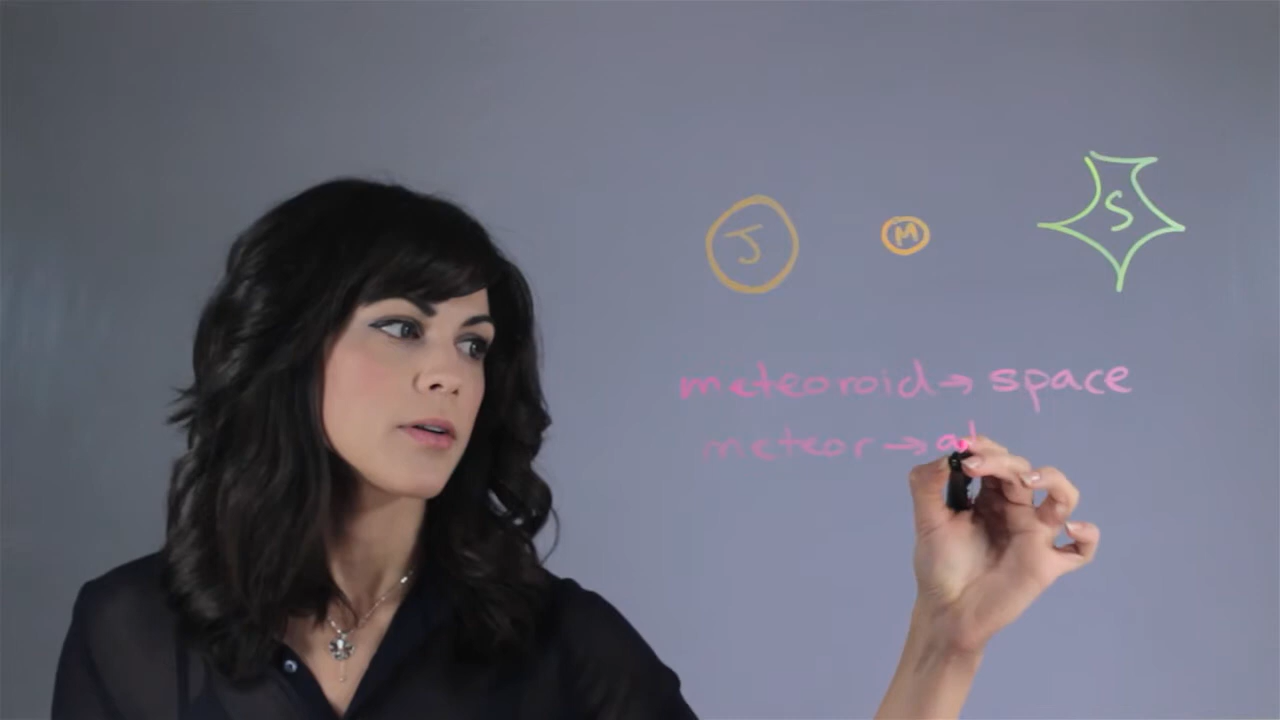 J M S
meteoroid → space
meteor →